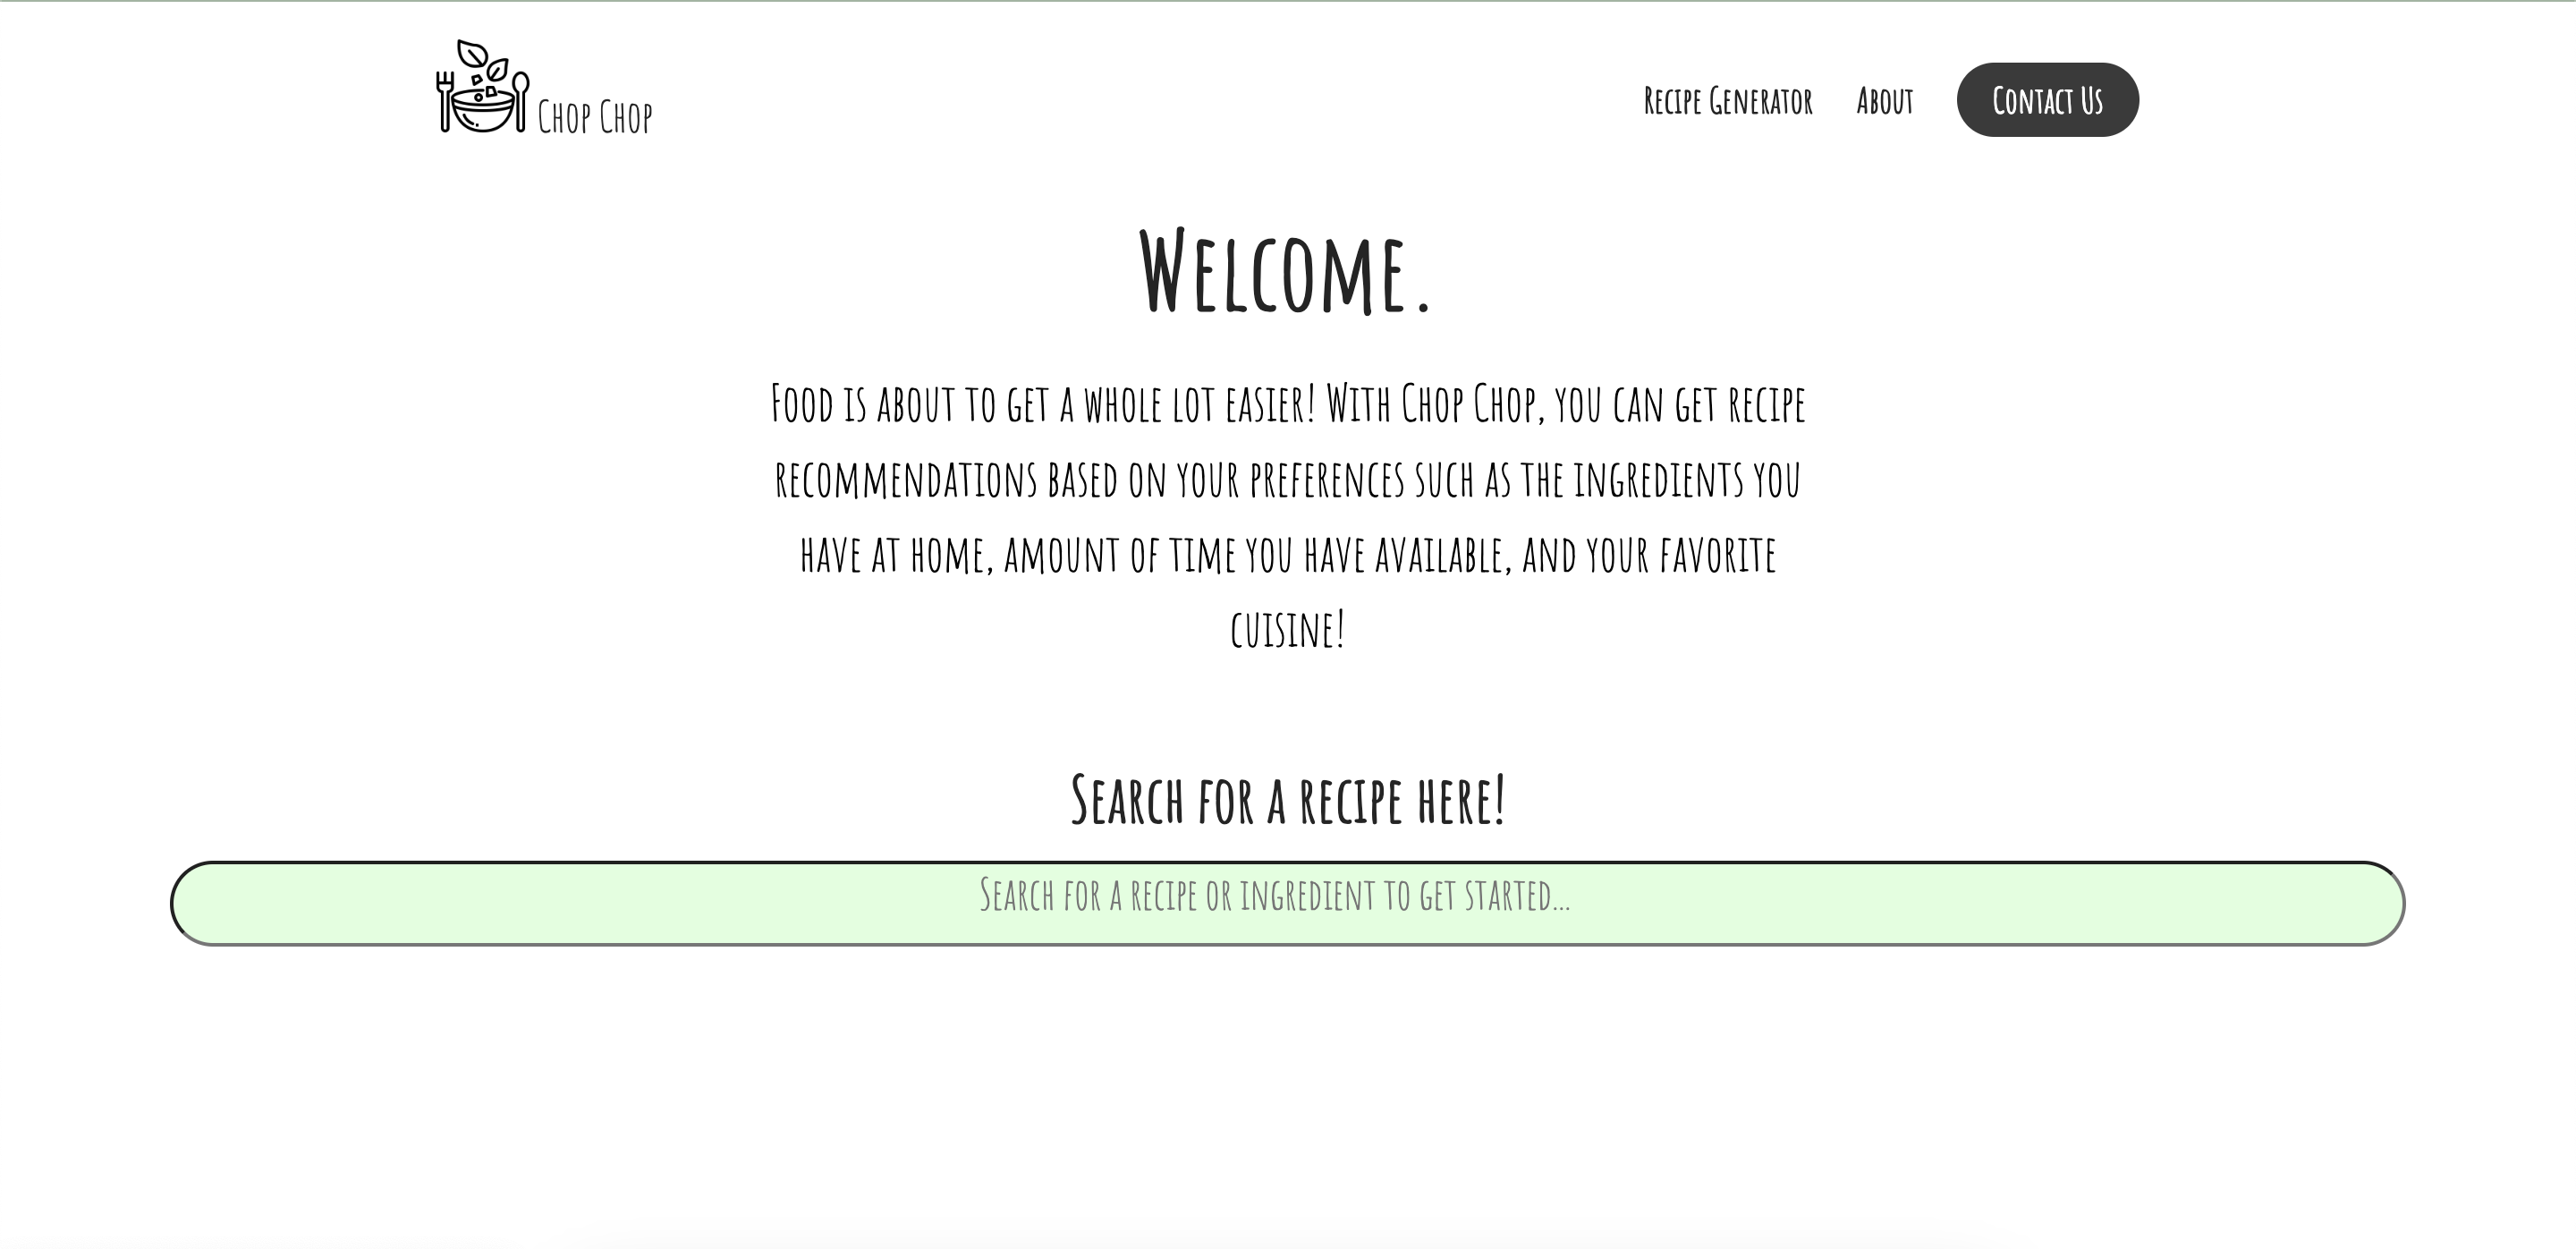 Chop Chop
Recipe Generator
About
Contact Us
Welcome.
Food is about to get a whole lot easier! With Chop Chop, you can get recipe
recommendations based on your preferences such as the ingredients you
have at home, amount of time you have available, and your favorite
cuisine!
Search for a recipe here!
Search for a recipe or ingredient to get started...